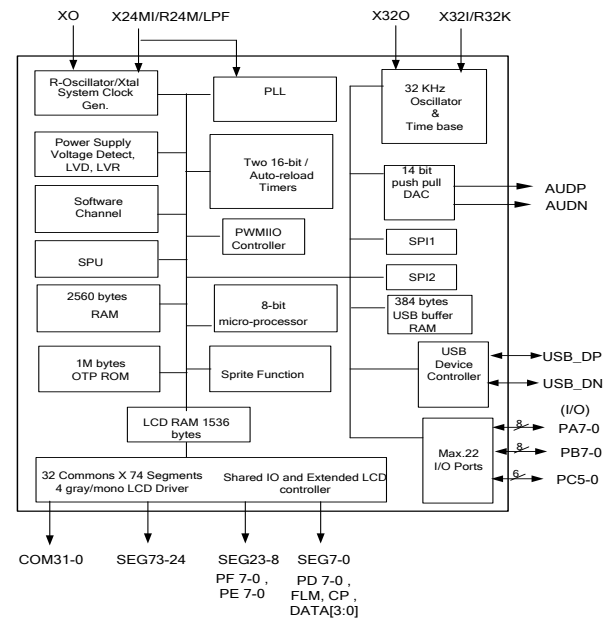 XO
X24MI/R24M/LPF
X32O
X32I/R32K
R-Oscillator/Xtal
System Clock
Gen.
PLL
32 KHz
Oscillator
&
Time base
Power Supply
Voltage Detect,
LVD, LVR
Two 16-bit /
Auto-reload
Timers
14 bit
push pull
DAC
AUDP
AUDN
Software
Channel
PWMIIO
Controller
SPI1
SPU
SPI2
2560 bytes
RAM
8-bit
micro-processor
384 bytes
USB buffer
RAM
1M bytes
OTP ROM
Sprite Function
USB
Device
Controller
USB_DP
USB_DN
(I/O)
LCD RAM 1536
bytes
Max.22
I/O Ports
8
PA7-0
8
PB7-0
6
PC5-0
32 Commons X 74 Segments
4 gray/mono LCD Driver
Shared IO and Extended LCD
controller
COM31-0
SEG73-24
SEG23-8
PF 7-0 ,
PE 7-0
SEG7-0
PD 7-0 ,
FLM, CP ,
DATA[3:0]